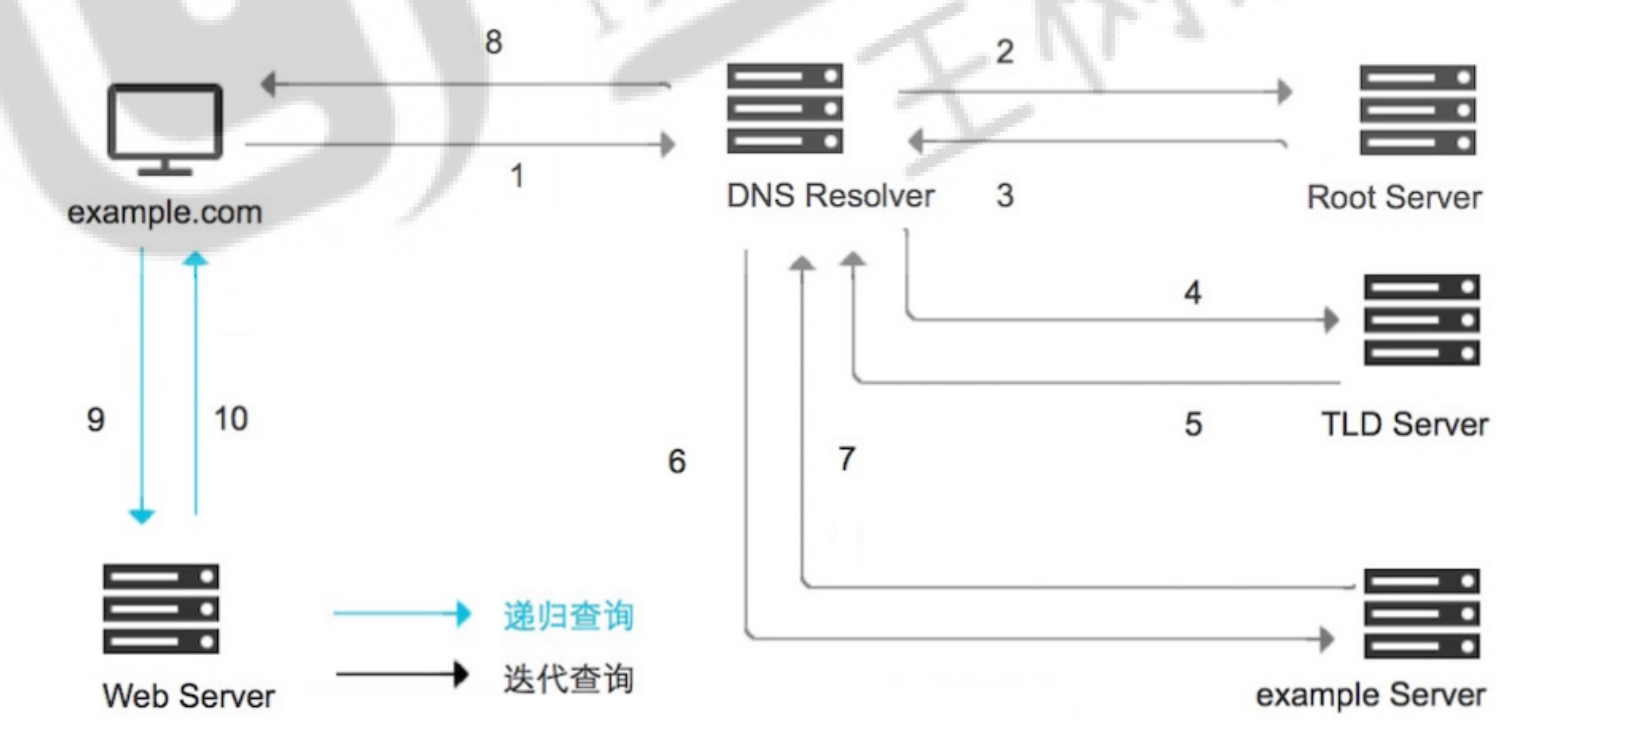 8
2
1
DNS Resolver
3
Root Server
example.com
4
9
10
5
TLD Server
6
7
递归查询
迭代查询
Web Server
example Server